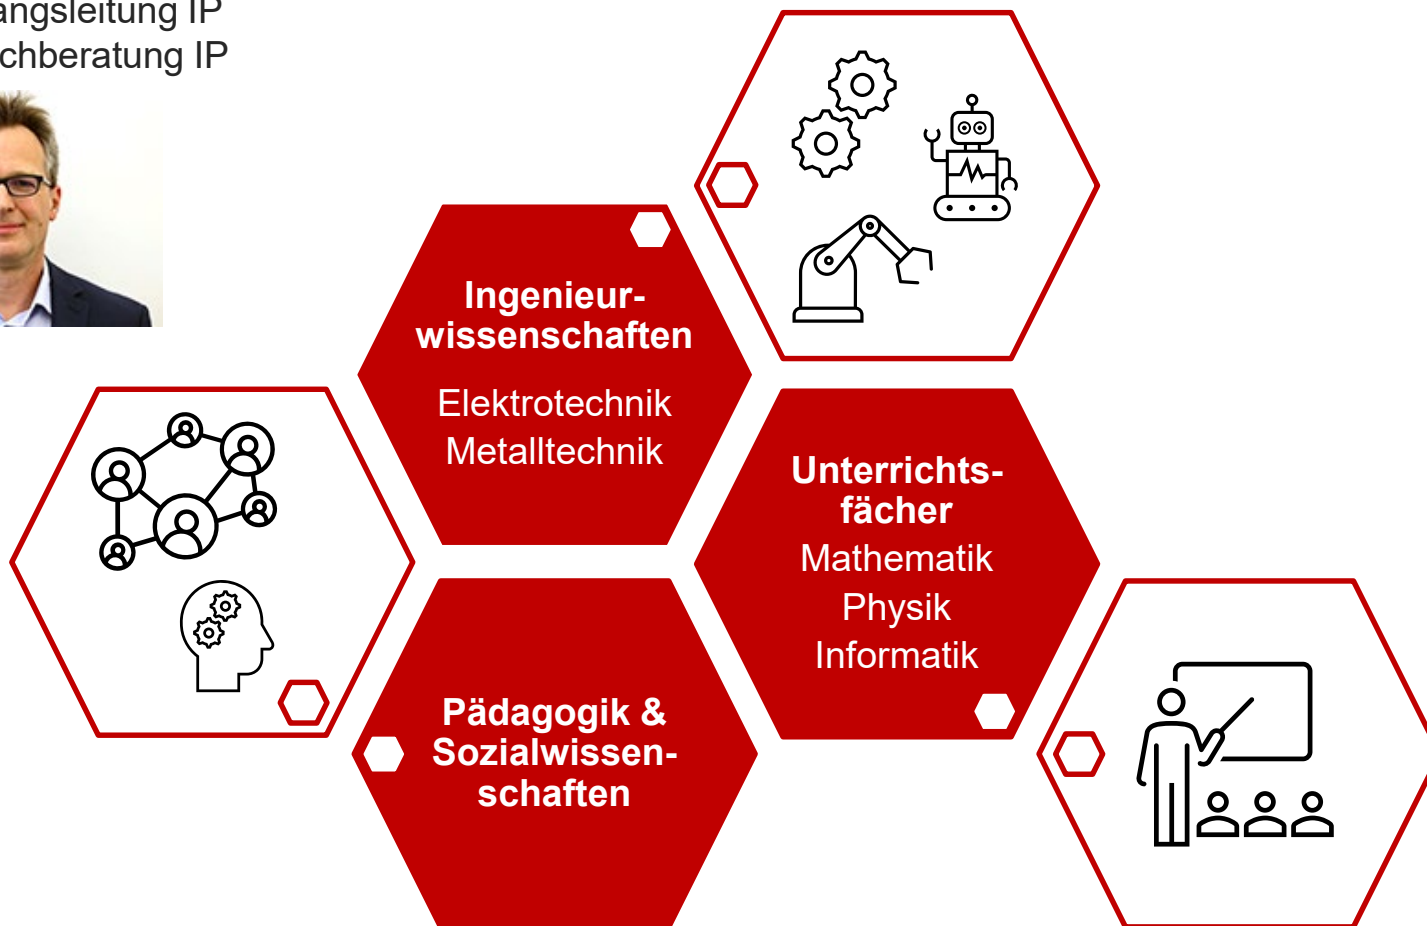 angsleitung IP
chberatung IP
Ingenieur-
wissenschaften
Elektrotechnik
Metalltechnik
Unterrichts-
fächer
Mathematik
Physik
Informatik
Pädagogik &
Sozialwissen-
schaften